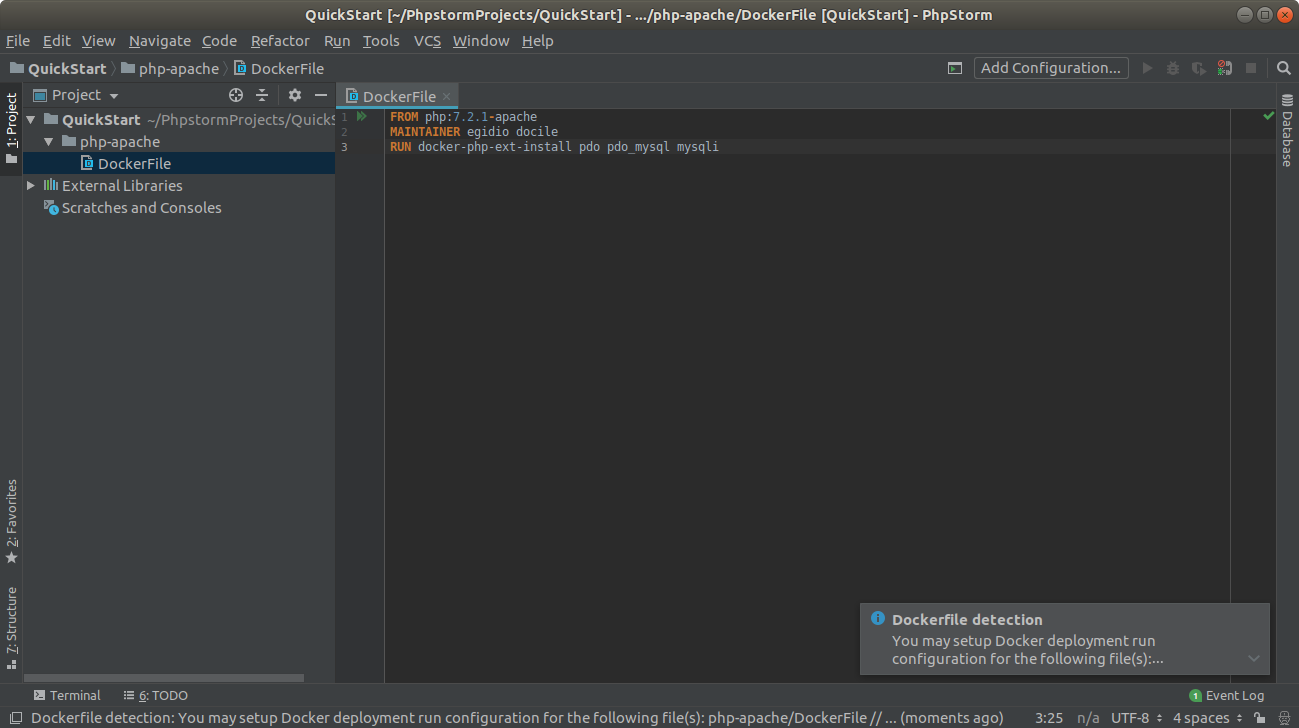 QuickStart [~/PhpstormProjects/QuickStart] - .../php-apache/DockerFile [QuickStart] - PhpStorm
File Edit View Navigate Code Refactor Run Tools VCS Window Help
QuickStart php-apache DockerFile Add Configuration...
1: Project
Project
QuickStart ~/PhpstormProjects/QuickS
php-apache
DockerFile
External Libraries
Scratches and Consoles
DockerFile
1 FROM php:7.2.1-apache
2 MAINTAINER egidio docile
3 RUN docker-php-ext-install pdo pdo_mysql mysqli
Database
2: Favorites
7: Structure
Dockerfile detection
You may setup Docker deployment run
configuration for the following file(s):...
Terminal 6: TODO 1 Event Log
Dockerfile detection: You may setup Docker deployment run configuration for the following file(s): php-apache/DockerFile // ... (moments ago) 3:25 n/a UTF-8 4 spaces